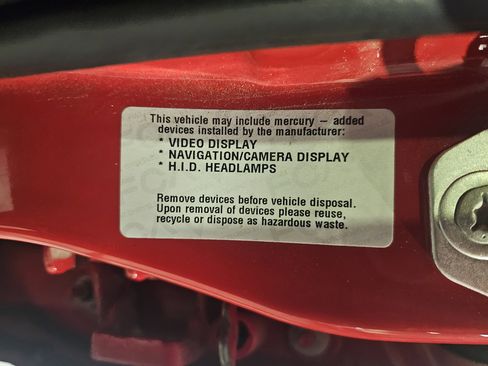 This vehicle may include mercury – added
devices installed by the manufacturer:
* VIDEO DISPLAY
* NAVIGATION/CAMERA DISPLAY
* H.I.D. HEADLAMPS
Remove devices before vehicle disposal.
Upon removal of devices please reuse,
recycle or dispose as hazardous waste.